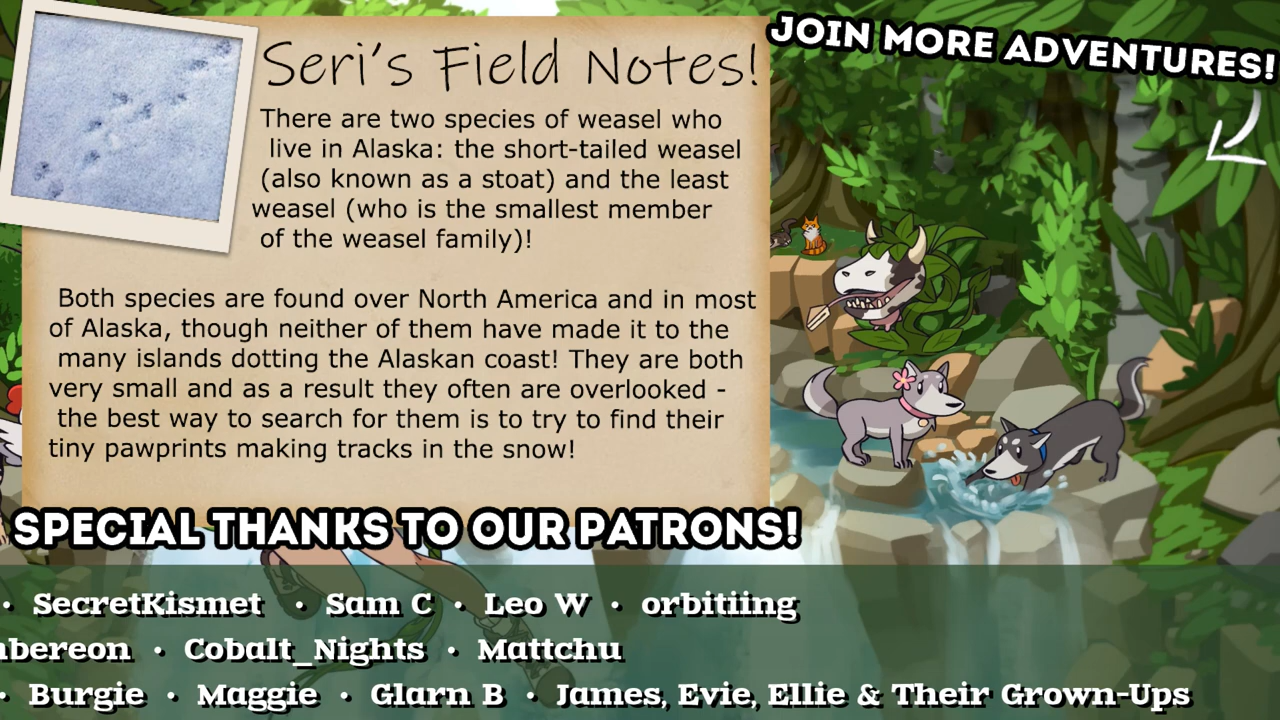 Seri's Field Notes!
JOIN MORE ADVENTURES!
There are two species of weasel who
live in Alaska: the short-tailed weasel
(also known as a stoat) and the least
weasel (who is the smallest member
of the weasel family)!
Both species are found over North America and in most
of Alaska, though neither of them have made it to the
many islands dotting the Alaskan coast! They are both
very small and as a result they often are overlooked -
the best way to search for them is to try to find their
tiny pawprints making tracks in the snow!
SPECIAL THANKS TO OUR PATRONS!
• SecretKismet • Sam C • Leo W • orbitiing
• Cobalt_Nights • Mattchu
• Burgie • Maggie • Glarn B • James, Evie, Ellie & Their Grown-Ups